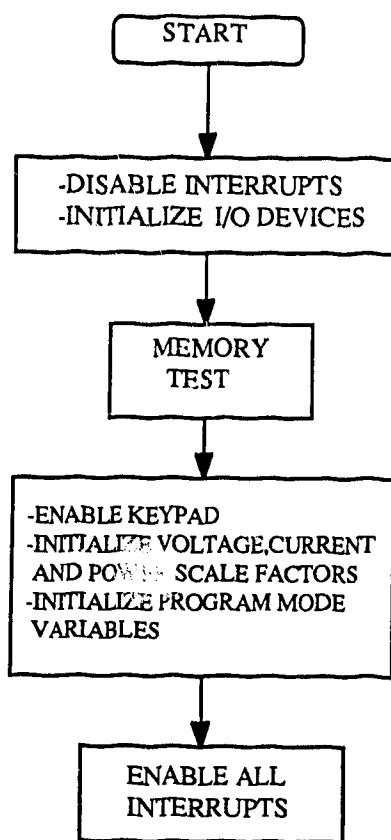 START
-DISABLE INTERRUPTS
-INITIALIZE I/O DEVICES
MEMORY
TEST
-ENABLE KEYPAD
-INITIALIZE VOLTAGE,CURRENT
AND POWER SCALE FACTORS
-INITIALIZE PROGRAM MODE
VARIABLES
ENABLE ALL
INTERRUPTS